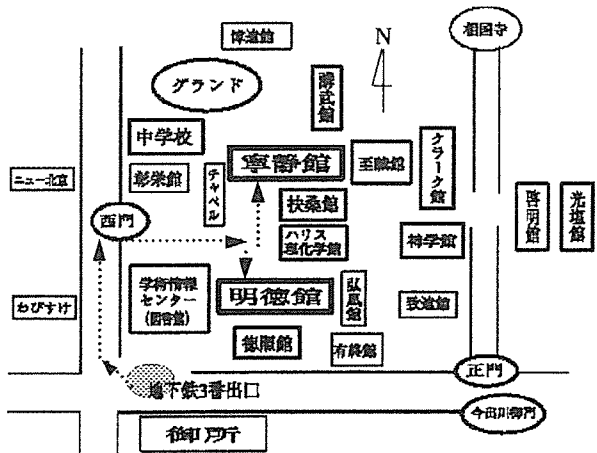 博遠館
N
相国寺
グランド
静武館
中学校
寧静館
至誠館
クラーク館
ニュー北京
彰栄館
チャペル
扶桑館
啓明館
光塩館
西門
ハリス
理化学館
神学館
わびすけ
学術情報
センター
(図書館)
明徳館
弘風館
致遠館
徳照館
有終館
正門
地下鉄3番出口
今出川御門
御所